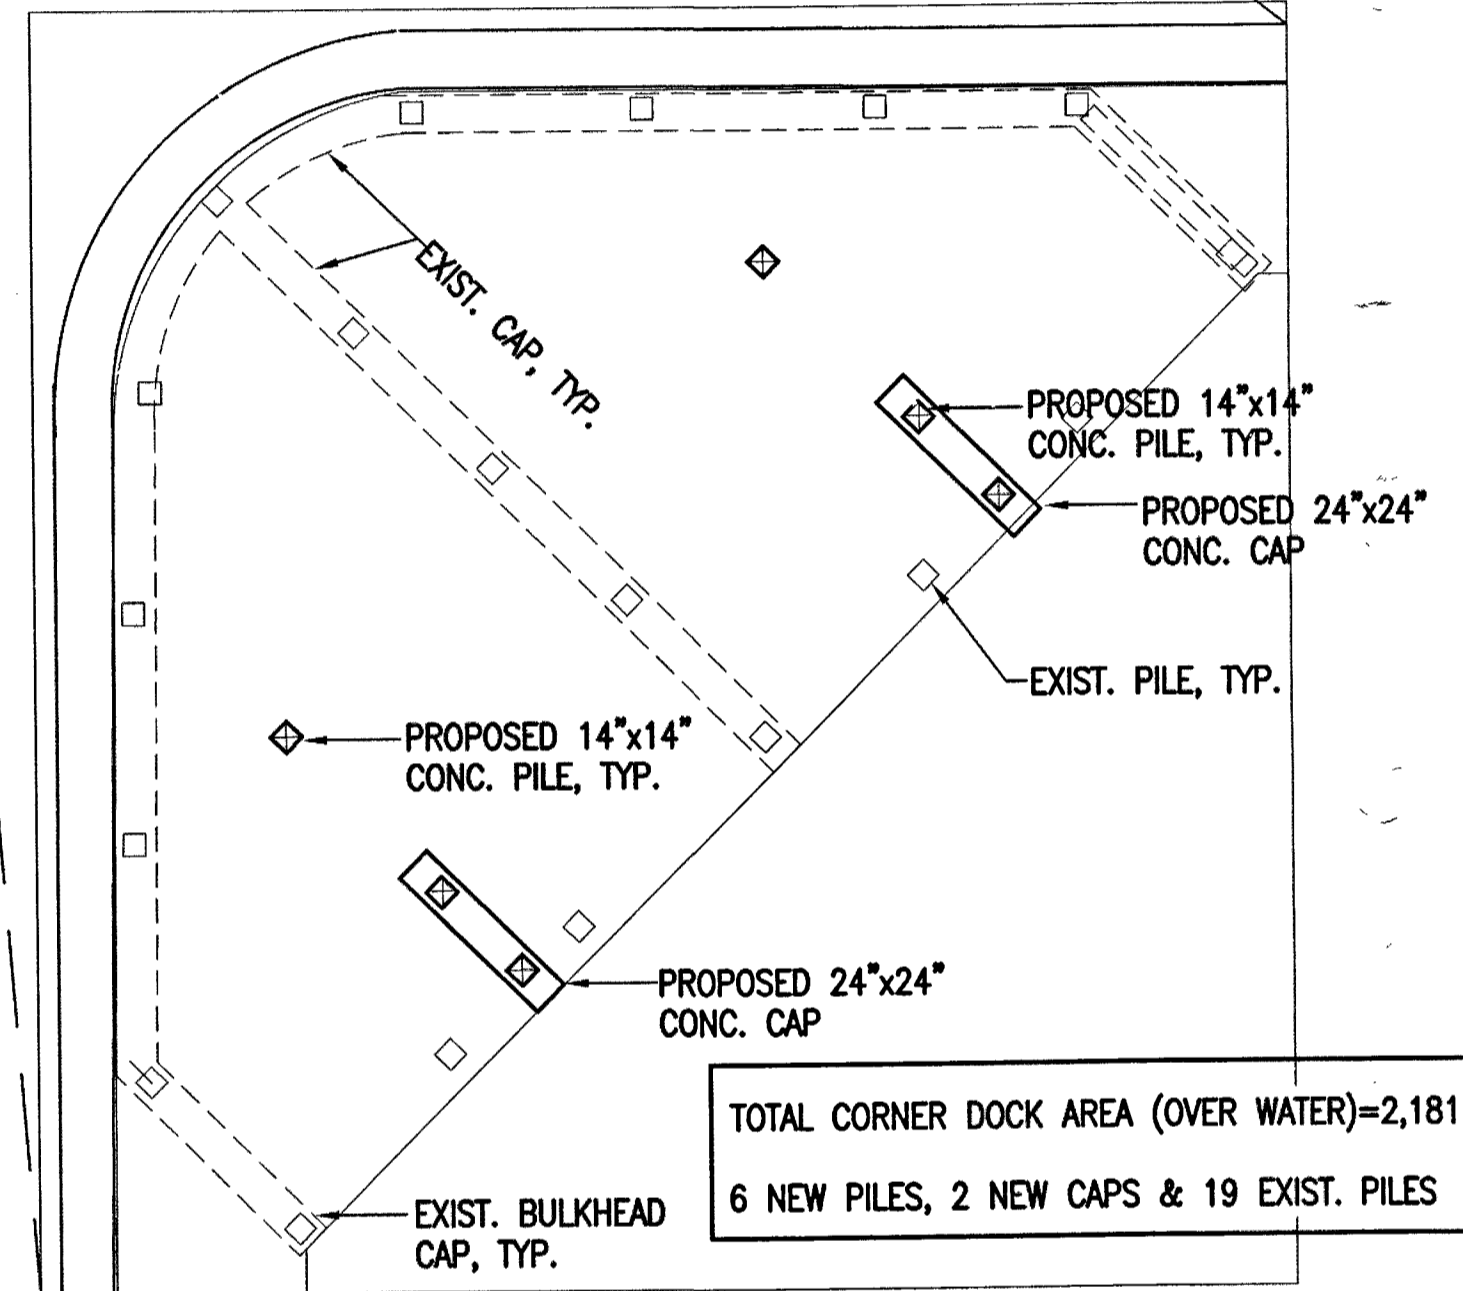 EXIST. CAP, TYP.
PROPOSED 14"x14"
CONC. PILE, TYP.
PROPOSED 24"x24"
CONC. CAP
EXIST. PILE, TYP.
PROPOSED 14"x14"
CONC. PILE, TYP.
PROPOSED 24"x24"
CONC. CAP
TOTAL CORNER DOCK AREA (OVER WATER)=2,181
6 NEW PILES, 2 NEW CAPS & 19 EXIST. PILES
EXIST. BULKHEAD
CAP, TYP.